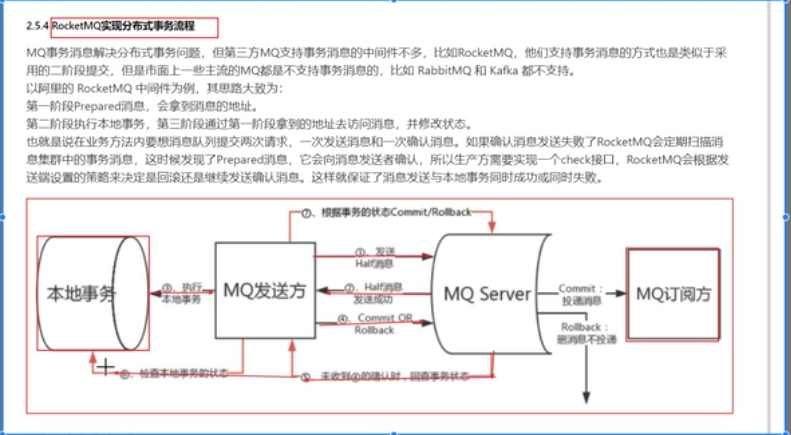 2.5.4 RocketMQ实现分布式事务流程
MQ事务消息解决分布式事务问题，但第三方MQ支持事务消息的中间件不多，比如RocketMQ，他们支持事务消息的方式也是类似于采
用的二阶段提交，但是市面上一些主流的MQ都是不支持事务消息的，比如 RabbitMQ 和 Kafka 都不支持。
以阿里的 RocketMQ 中间件为例，其思路大致为：
第一阶段Prepared消息，会拿到消息的地址。
第二阶段执行本地事务，第三阶段通过第一阶段拿到的地址去访问消息，并修改状态。
也就是说在业务方法内要想消息队列提交两次请求，一次发送消息和一次确认消息。如果确认消息发送失败了RocketMQ会定期扫描消
息集群中的事务消息，这时候发现了Prepared消息，它会向消息发送者确认，所以生产方需要实现一个check接口，RocketMQ会根据发
送端设置的策略来决定是回滚还是继续发送确认消息。这样就保证了消息发送与本地事务同时成功或同时失败。
⑦、根据事务的状态Commit/Rollback
①、发送
Half消息
本地事务
③、执行
本地事务
MQ发送方
②、Half消息
发送成功
MQ Server
Commit：
投递消息
MQ订阅方
④、Commit OR
Rollback
Rollback：
删消息不投递
⑥、检查本地事务的状态
⑤、未收到④的确认时，回查事务状态